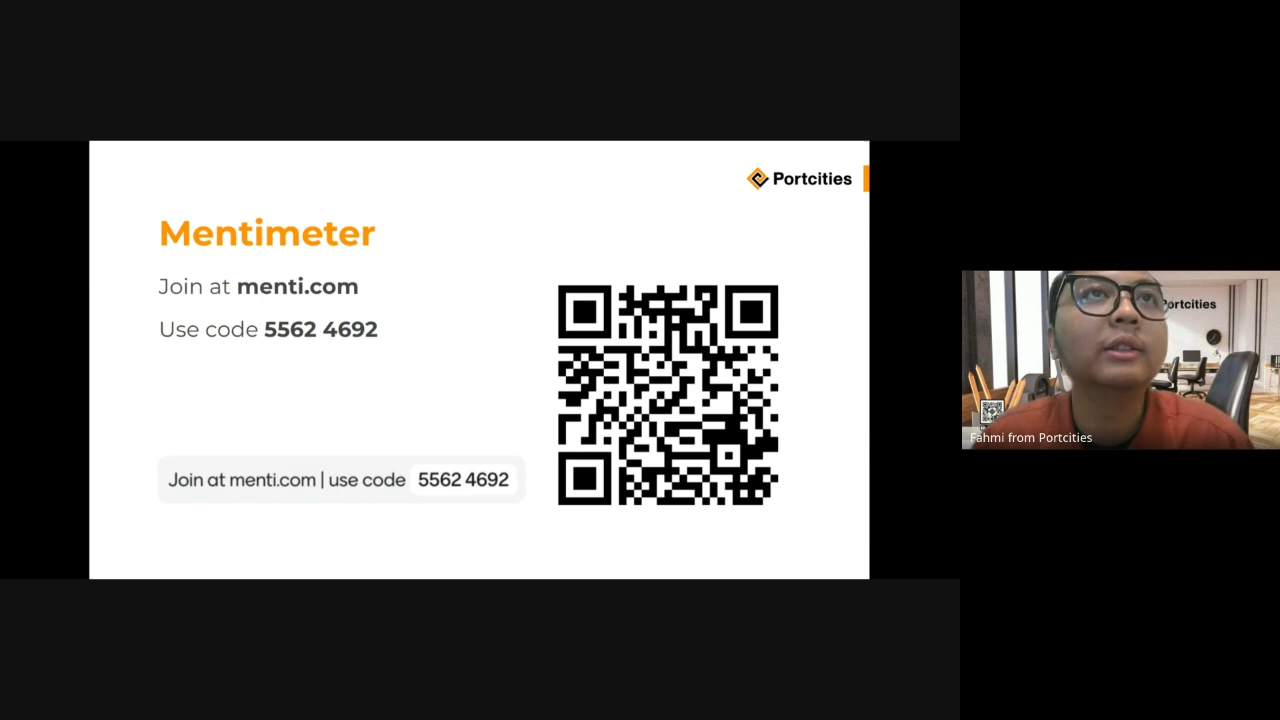 Portcities
Mentimeter
Join at menti.com
Use code 5562 4692
Join at menti.com | use code 5562 4692
Portcities
Fahmi from Portcities